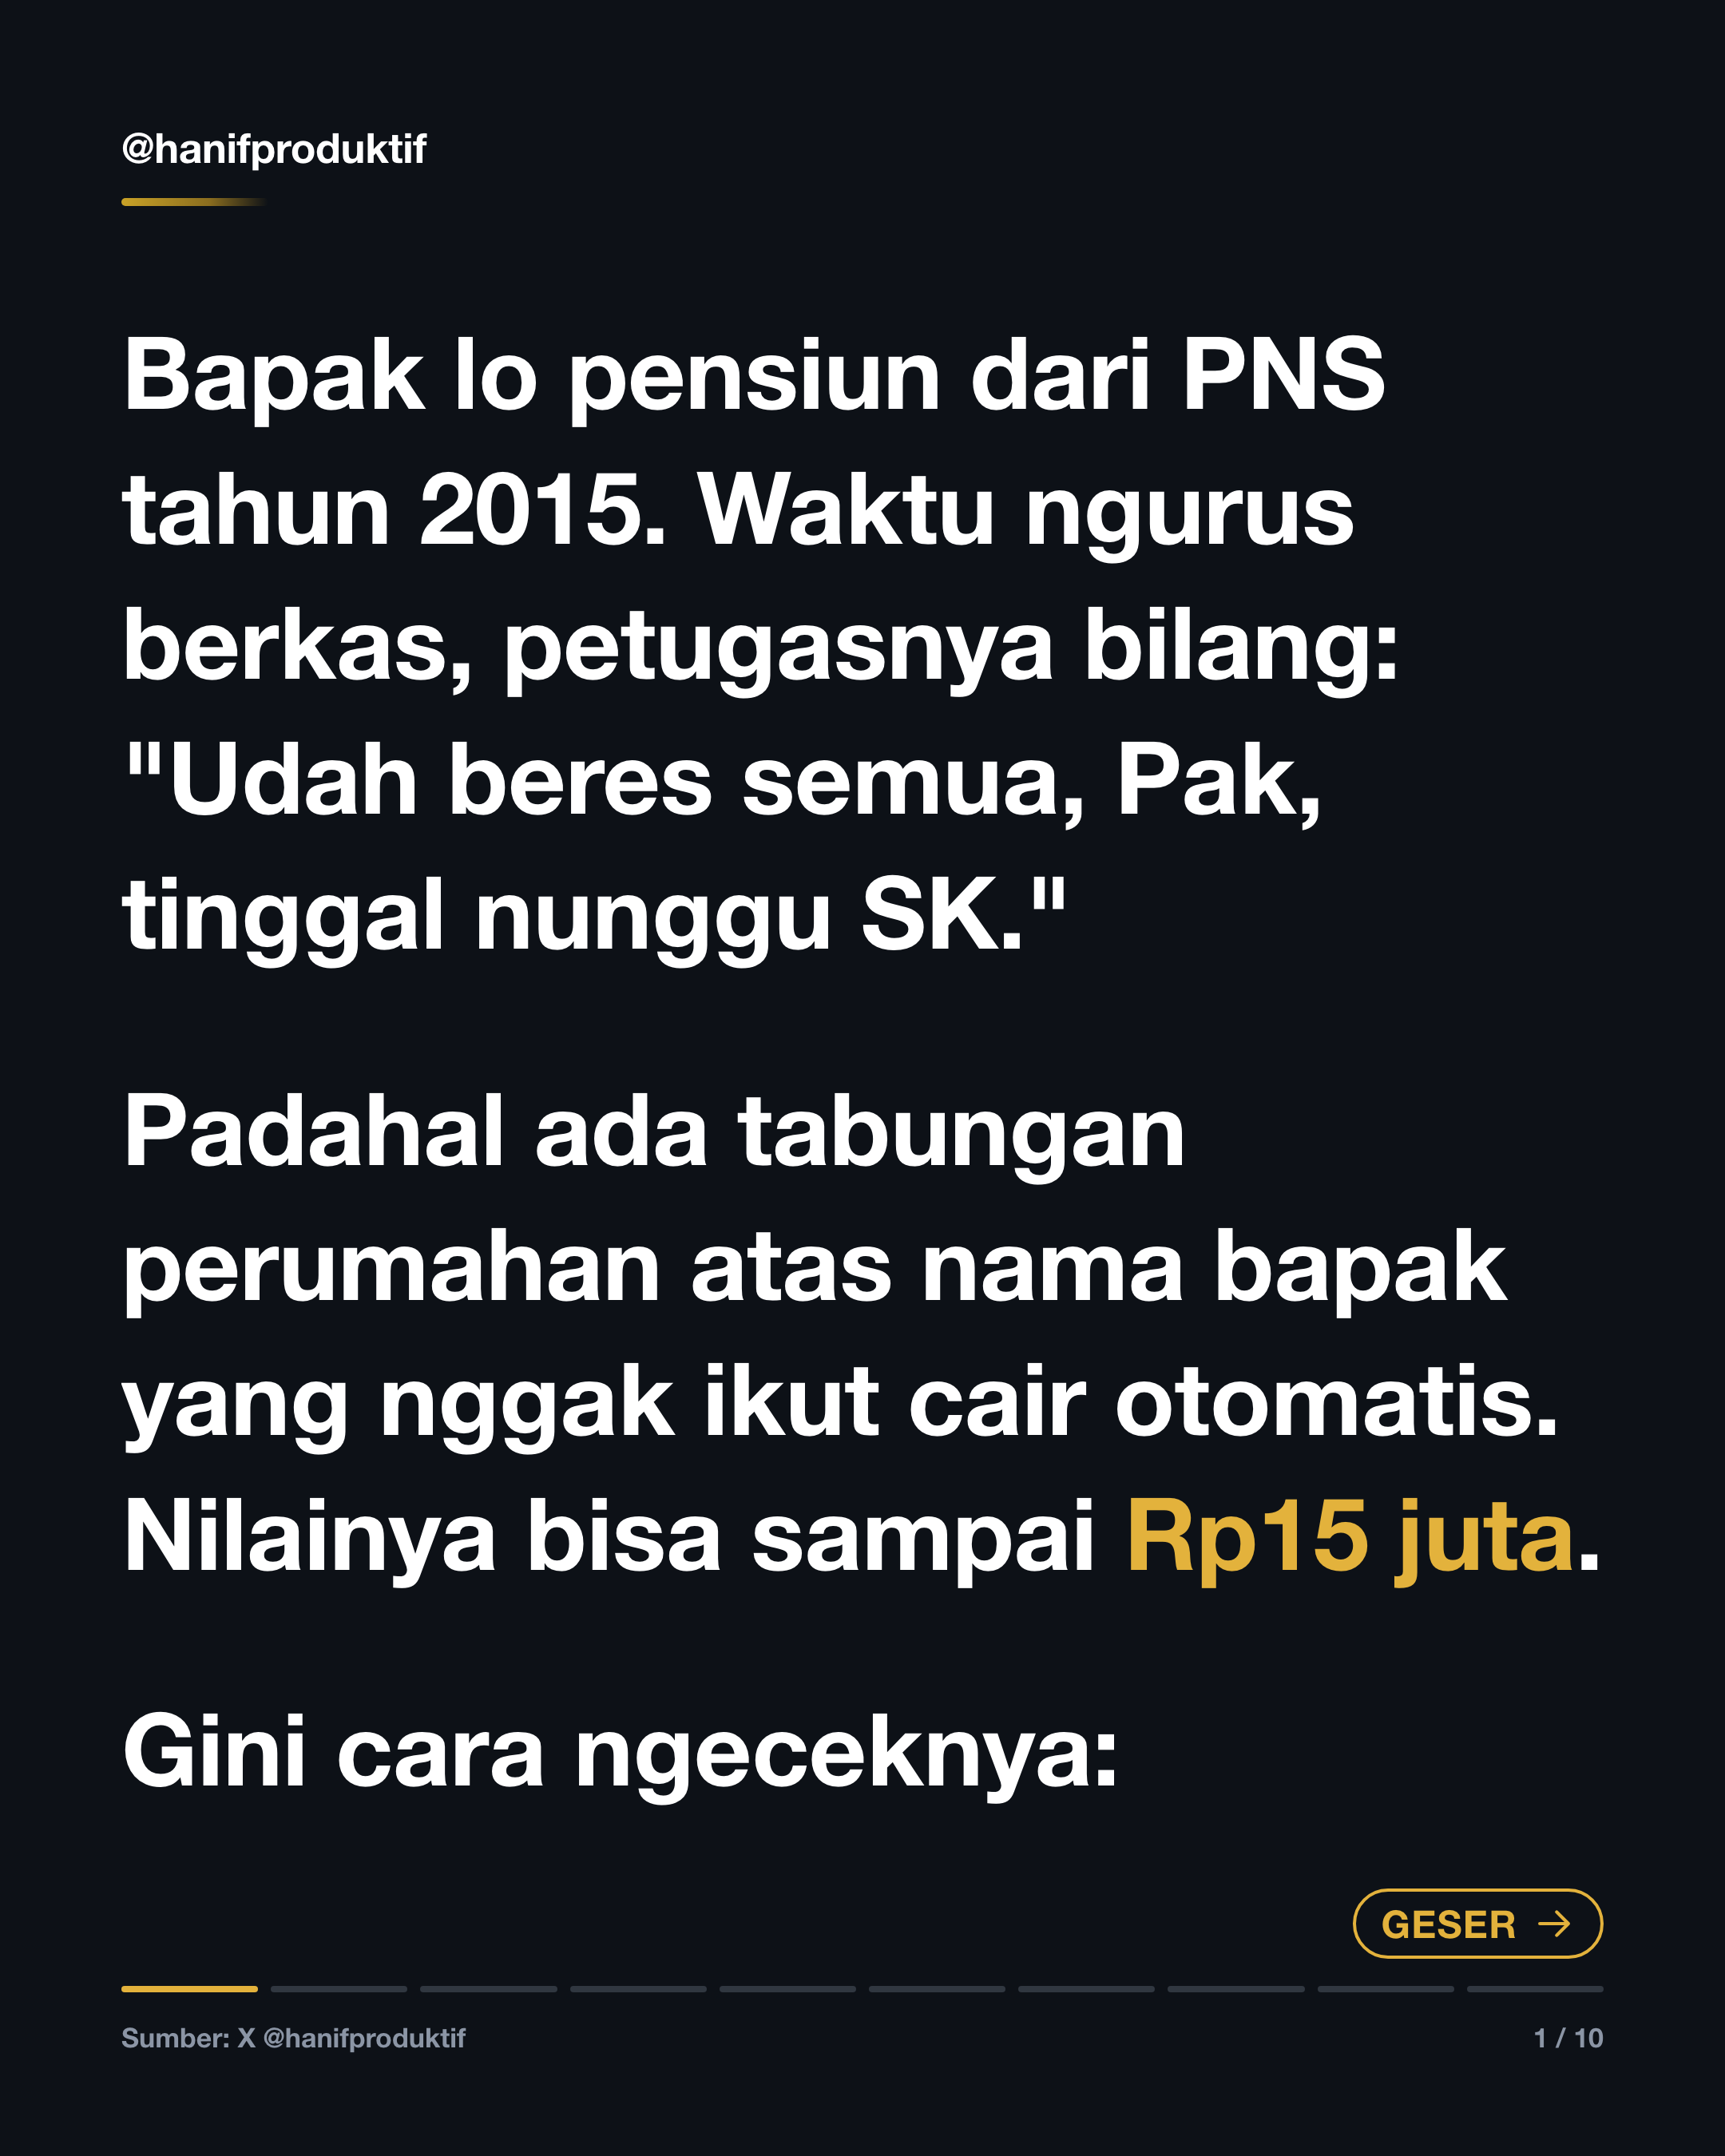 @hanifproduktif
Bapak lo pensiun dari PNS
tahun 2015. Waktu ngurus
berkas, petugasnya bilang:
"Udah beres semua, Pak,
tinggal nunggu SK."
Padahal ada tabungan
perumahan atas nama bapak
yang nggak ikut cair otomatis.
Nilainya bisa sampai Rp15 juta.
Gini cara ngeceknya:
GESER →
Sumber: X @hanifproduktif
1 / 10